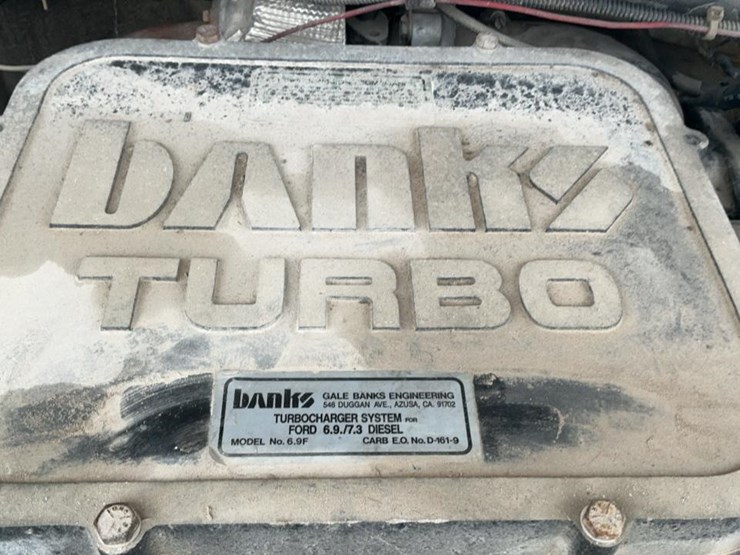 banks
TURBO
banks GALE BANKS ENGINEERING
546 DUGGAN AVE., AZUSA, CA. 91702
TURBOCHARGER SYSTEM FOR
FORD 6.9./7.3 DIESEL
MODEL No. 6.9F CARB E.O. No. D-161-9